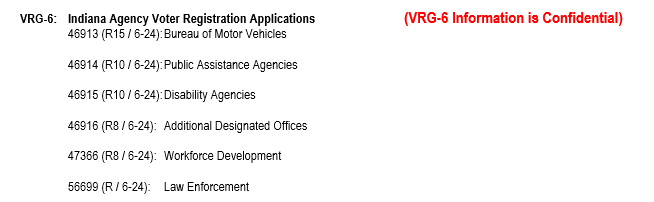 VRG-6: Indiana Agency Voter Registration Applications (VRG-6 Information is Confidential)
46913 (R15 / 6-24): Bureau of Motor Vehicles
46914 (R10 / 6-24): Public Assistance Agencies
46915 (R10 / 6-24): Disability Agencies
46916 (R8 / 6-24): Additional Designated Offices
47366 (R8 / 6-24): Workforce Development
56699 (R / 6-24): Law Enforcement